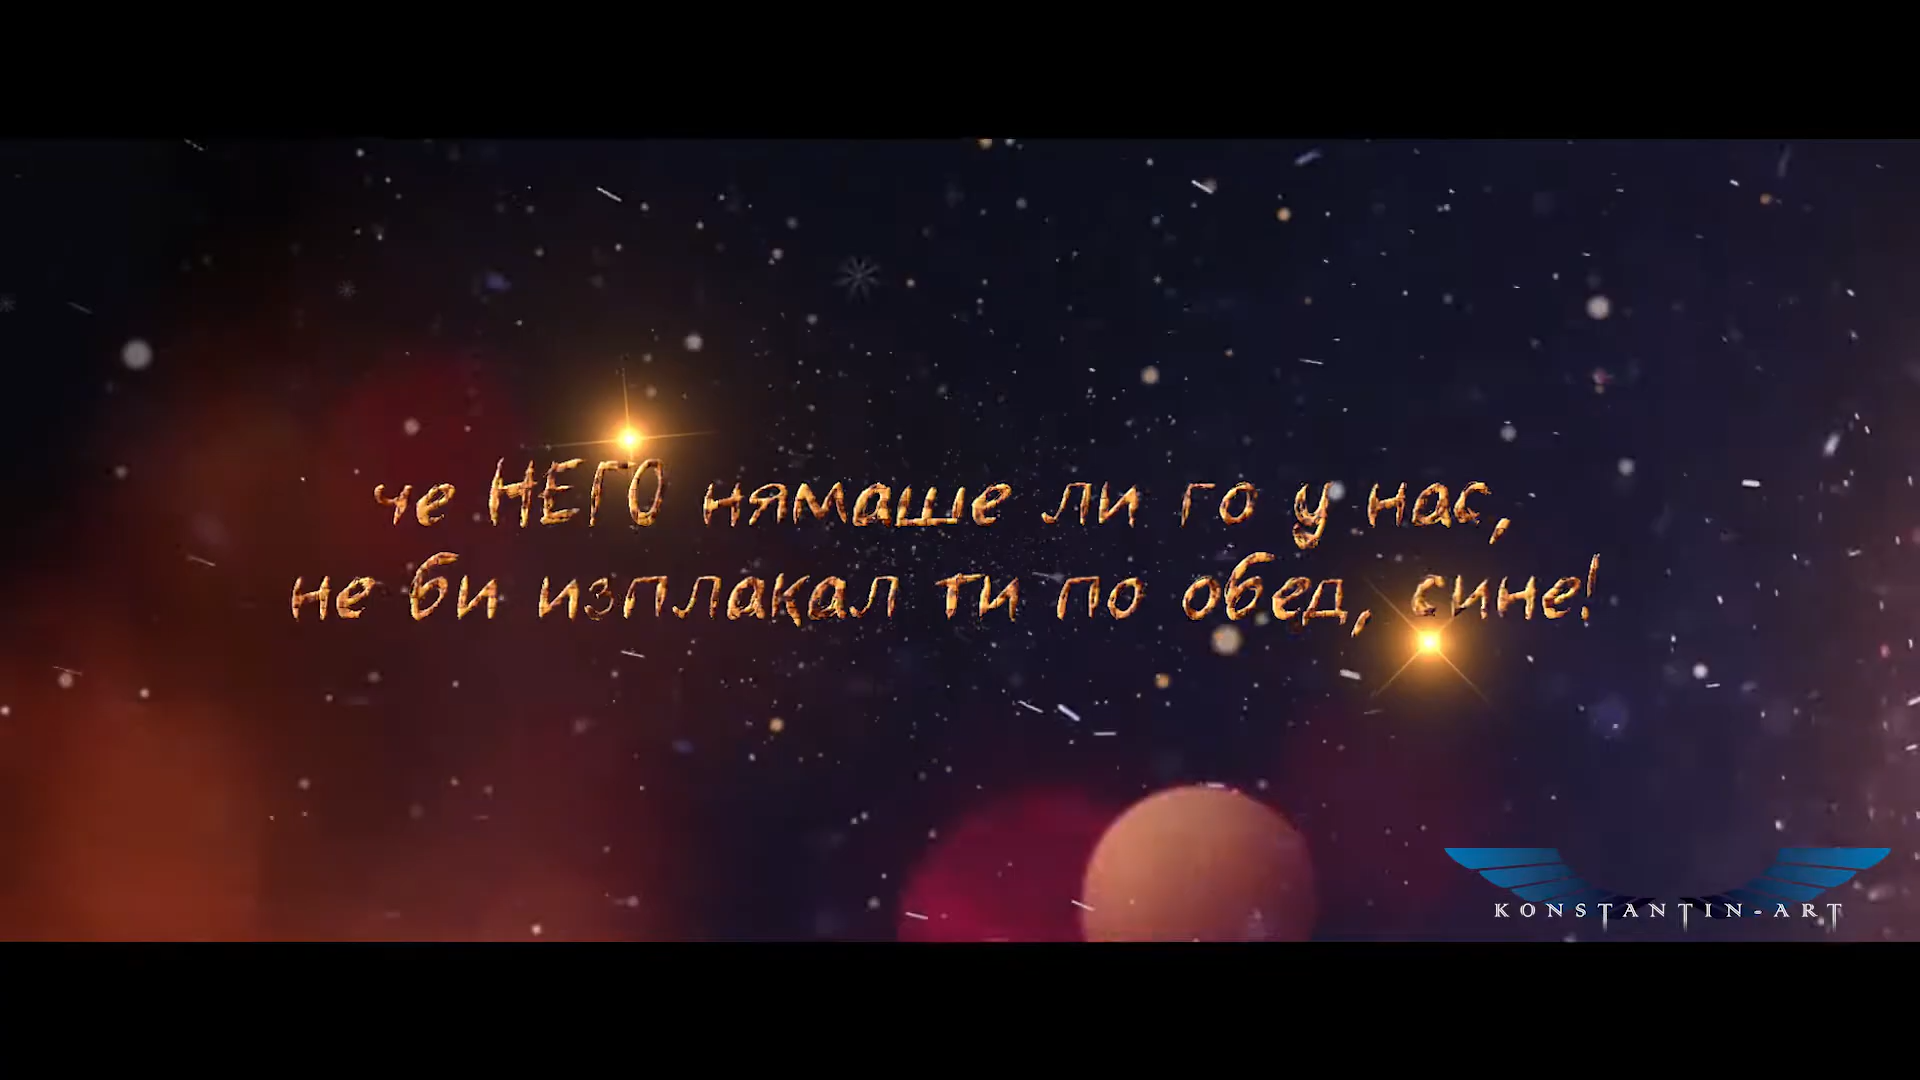 че НЕГО нямаше ли го у нас,
не би изплакал ти по обед, сине!
KONSTANTIN-ART